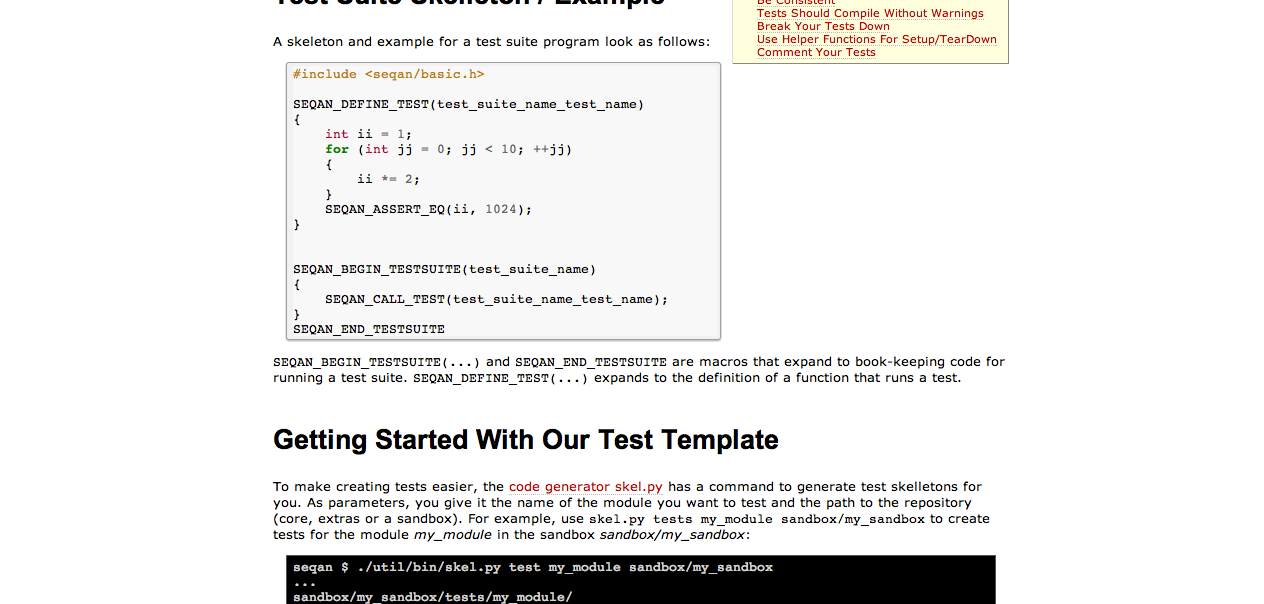 Test Suite Skeleton / Example
Be Consistent
Tests Should Compile Without Warnings
Break Your Tests Down
Use Helper Functions For Setup/TearDown
Comment Your Tests
A skeleton and example for a test suite program look as follows:
#include <seqan/basic.h>
SEQAN_DEFINE_TEST(test_suite_name_test_name)
{
    int ii = 1;
    for (int jj = 0; jj < 10; ++jj)
    {
        ii *= 2;
    }
    SEQAN_ASSERT_EQ(ii, 1024);
}
SEQAN_BEGIN_TESTSUITE(test_suite_name)
{
    SEQAN_CALL_TEST(test_suite_name_test_name);
}
SEQAN_END_TESTSUITE
SEQAN_BEGIN_TESTSUITE(...) and SEQAN_END_TESTSUITE are macros that expand to book-keeping code for
running a test suite. SEQAN_DEFINE_TEST(...) expands to the definition of a function that runs a test.
Getting Started With Our Test Template
To make creating tests easier, the code generator skel.py has a command to generate test skelletons for
you. As parameters, you give it the name of the module you want to test and the path to the repository
(core, extras or a sandbox). For example, use skel.py tests my_module sandbox/my_sandbox to create
tests for the module my_module in the sandbox sandbox/my_sandbox:
seqan $ ./util/bin/skel.py test my_module sandbox/my_sandbox
...
sandbox/my_sandbox/tests/my_module/